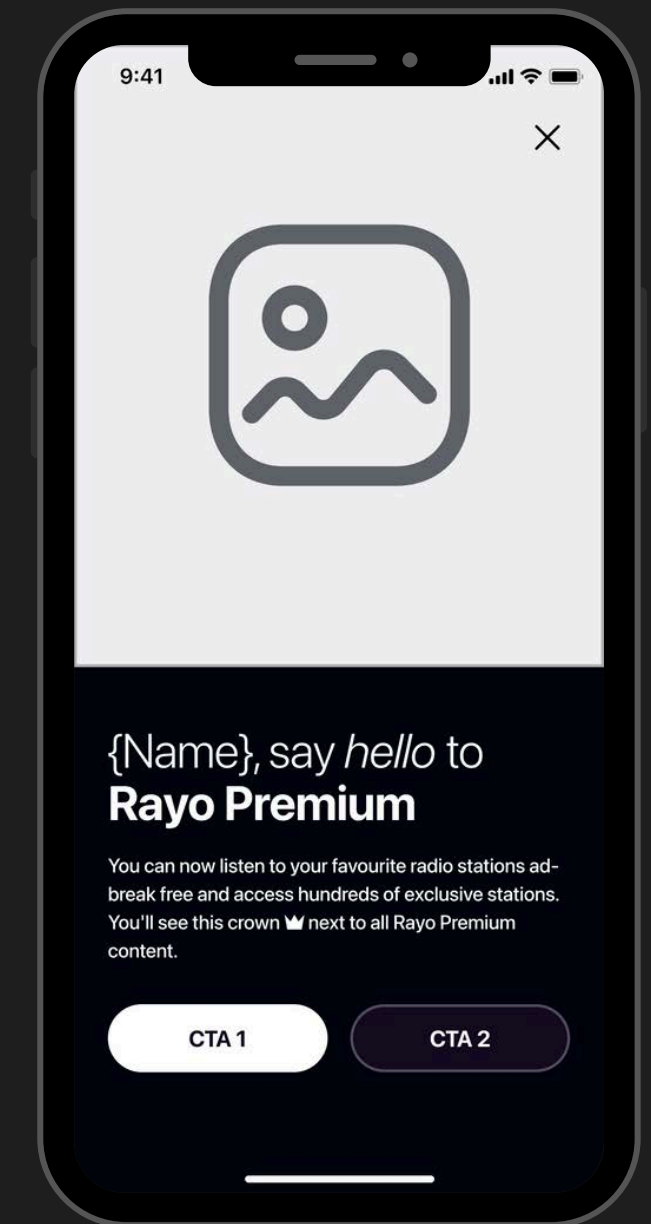 9:41
{Name}, say hello to
Rayo Premium
You can now listen to your favourite radio stations ad-
break free and access hundreds of exclusive stations.
You'll see this crown next to all Rayo Premium
content.
CTA 1
CTA 2